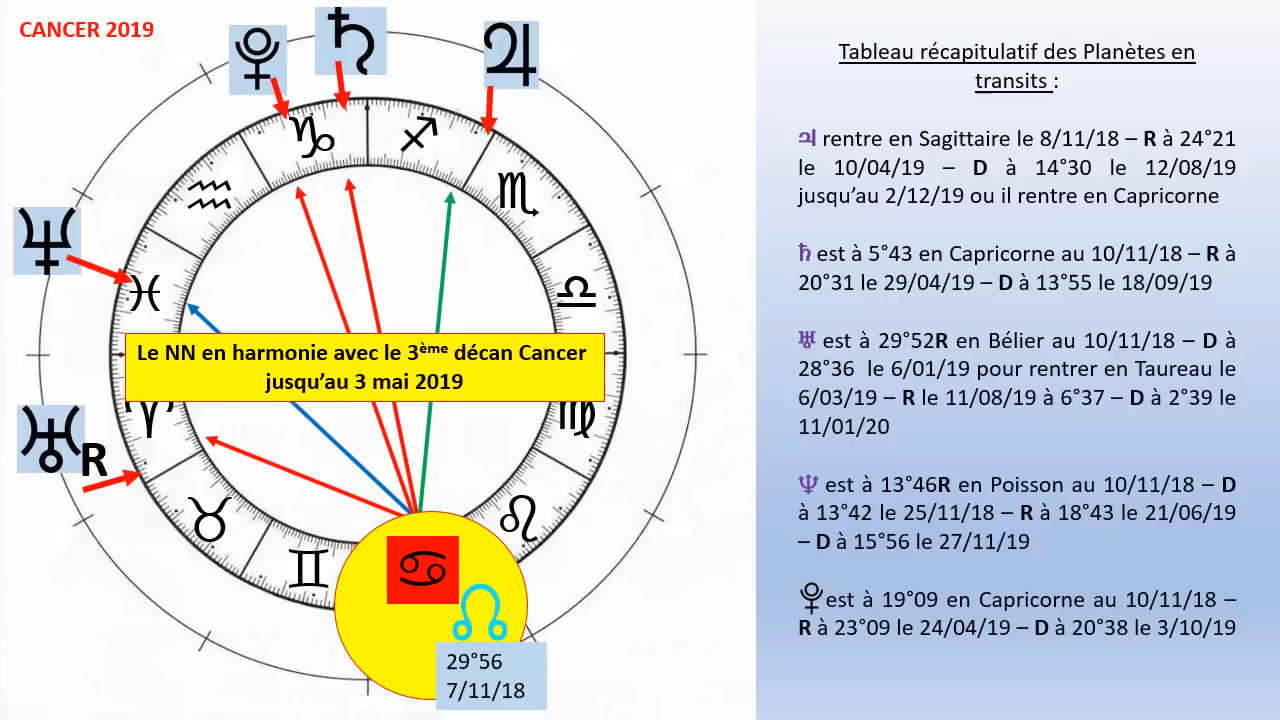 CANCER 2019
R
Le NN en harmonie avec le 3ème décan Cancer
jusqu’au 3 mai 2019
29°56
7/11/18
Tableau récapitulatif des Planètes en
transits :
♃ rentre en Sagittaire le 8/11/18 – R à 24°21
le 10/04/19 – D à 14°30 le 12/08/19
jusqu’au 2/12/19 ou il rentre en Capricorne
♄ est à 5°43 en Capricorne au 10/11/18 – R à
20°31 le 29/04/19 – D à 13°55 le 18/09/19
♅ est à 29°52R en Bélier au 10/11/18 – D à
28°36 le 6/01/19 pour rentrer en Taureau le
6/03/19 – R le 11/08/19 à 6°37 – D à 2°39 le
11/01/20
♆ est à 13°46R en Poisson au 10/11/18 – D
à 13°42 le 25/11/18 – R à 18°43 le 21/06/19
– D à 15°56 le 27/11/19
est à 19°09 en Capricorne au 10/11/18 –
R à 23°09 le 24/04/19 – D à 20°38 le 3/10/19